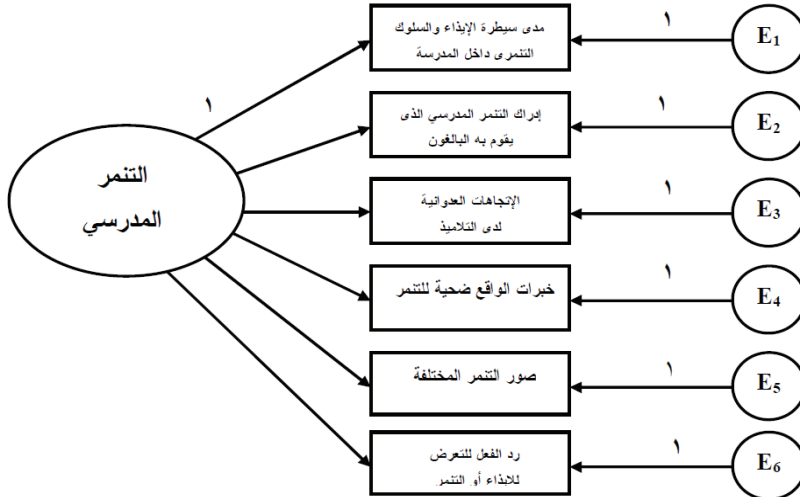 مدى سيطرة الإيذاء والسلوك
التنمرى داخل المدرسة
١
E1
١
إدراك التنمر المدرسي الذى
يقوم به البالغون
١
E2
التنمر
المدرسي
الإتجاهات العدوانية
لدى التلاميذ
١
E3
خبرات الواقع ضحية للتنمر
١
E4
صور التنمر المختلفة
١
E5
رد الفعل للتعرض
للايذاء أو التنمر
١
E6